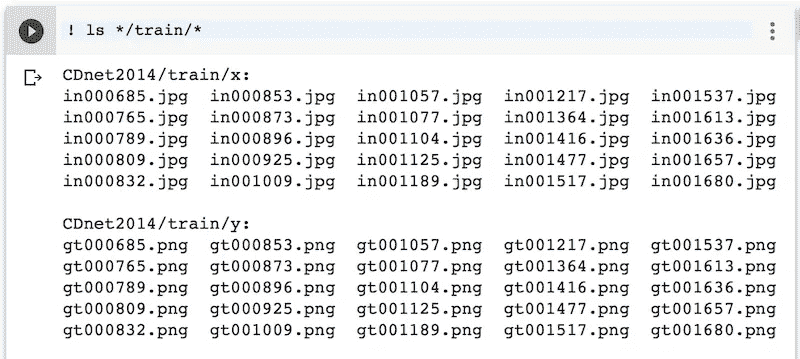 ! ls */train/*
CDnet2014/train/x:
in000685.jpg in000853.jpg in001057.jpg in001217.jpg in001537.jpg
in000765.jpg in000873.jpg in001077.jpg in001364.jpg in001613.jpg
in000789.jpg in000896.jpg in001104.jpg in001416.jpg in001636.jpg
in000809.jpg in000925.jpg in001125.jpg in001477.jpg in001657.jpg
in000832.jpg in001009.jpg in001189.jpg in001517.jpg in001680.jpg
CDnet2014/train/y:
gt000685.png gt000853.png gt001057.png gt001217.png gt001537.png
gt000765.png gt000873.png gt001077.png gt001364.png gt001613.png
gt000789.png gt000896.png gt001104.png gt001416.png gt001636.png
gt000809.png gt000925.png gt001125.png gt001477.png gt001657.png
gt000832.png gt001009.png gt001189.png gt001517.png gt001680.png